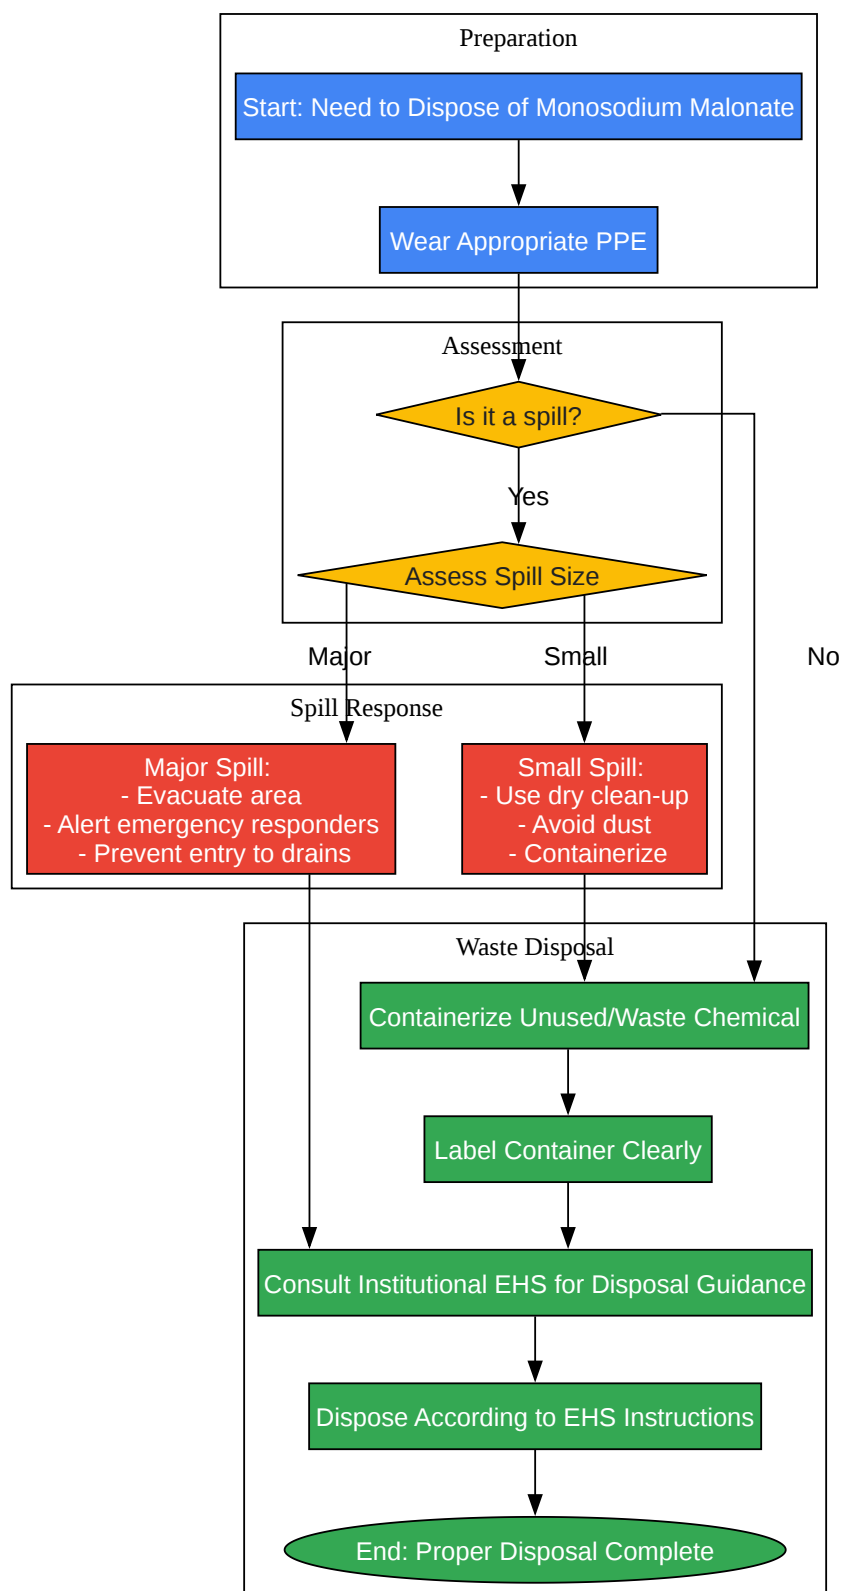 Preparation
Start: Need to Dispose of Monosodium Malonate
Wear Appropriate PPE
Assessment
Is it a spill?
Yes
Assess Spill Size
Major
Small
No
Spill Response
Major Spill:
- Evacuate area
- Alert emergency responders
- Prevent entry to drains
Small Spill:
- Use dry clean-up
- Avoid dust
- Containerize
Waste Disposal
Containerize Unused/Waste Chemical
Label Container Clearly
Consult Institutional EHS for Disposal Guidance
Dispose According to EHS Instructions
End: Proper Disposal Complete